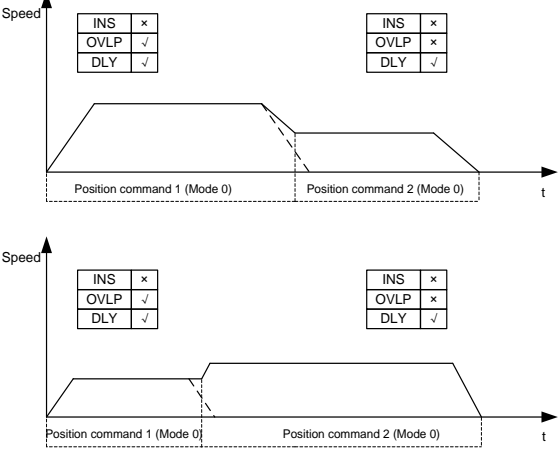 Speed
INS × INS ×
OVLP √ OVLP ×
DLY √ DLY √
Position command 1 (Mode 0) Position command 2 (Mode 0)
t
Speed
INS × INS ×
OVLP √ OVLP ×
DLY √ DLY √
Position command 1 (Mode 0) Position command 2 (Mode 0)
t